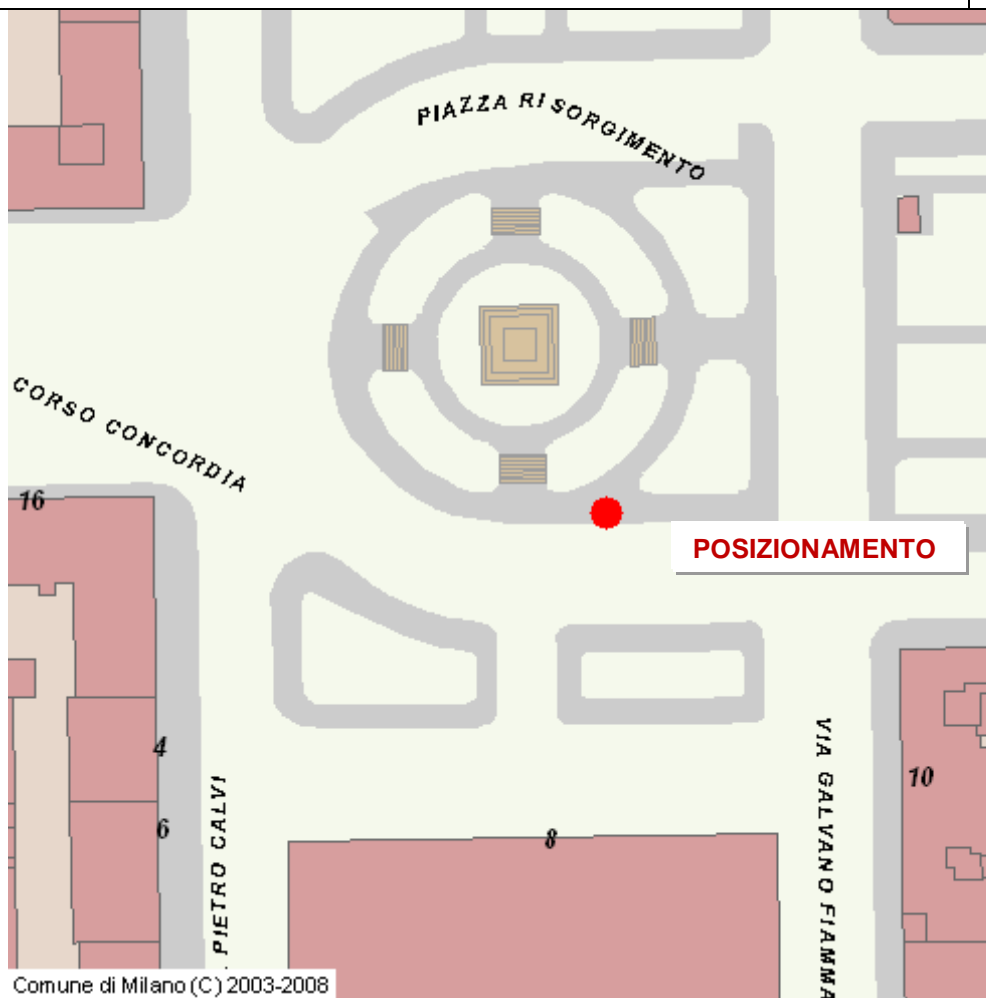 PIAZZA RISORGIMENTO
CORSO CONCORDIA
16
POSIZIONAMENTO
4
6
8
10
PIETRO CALVI
VIA GALVANO FIAMMA
Comune di Milano (C) 2003-2008